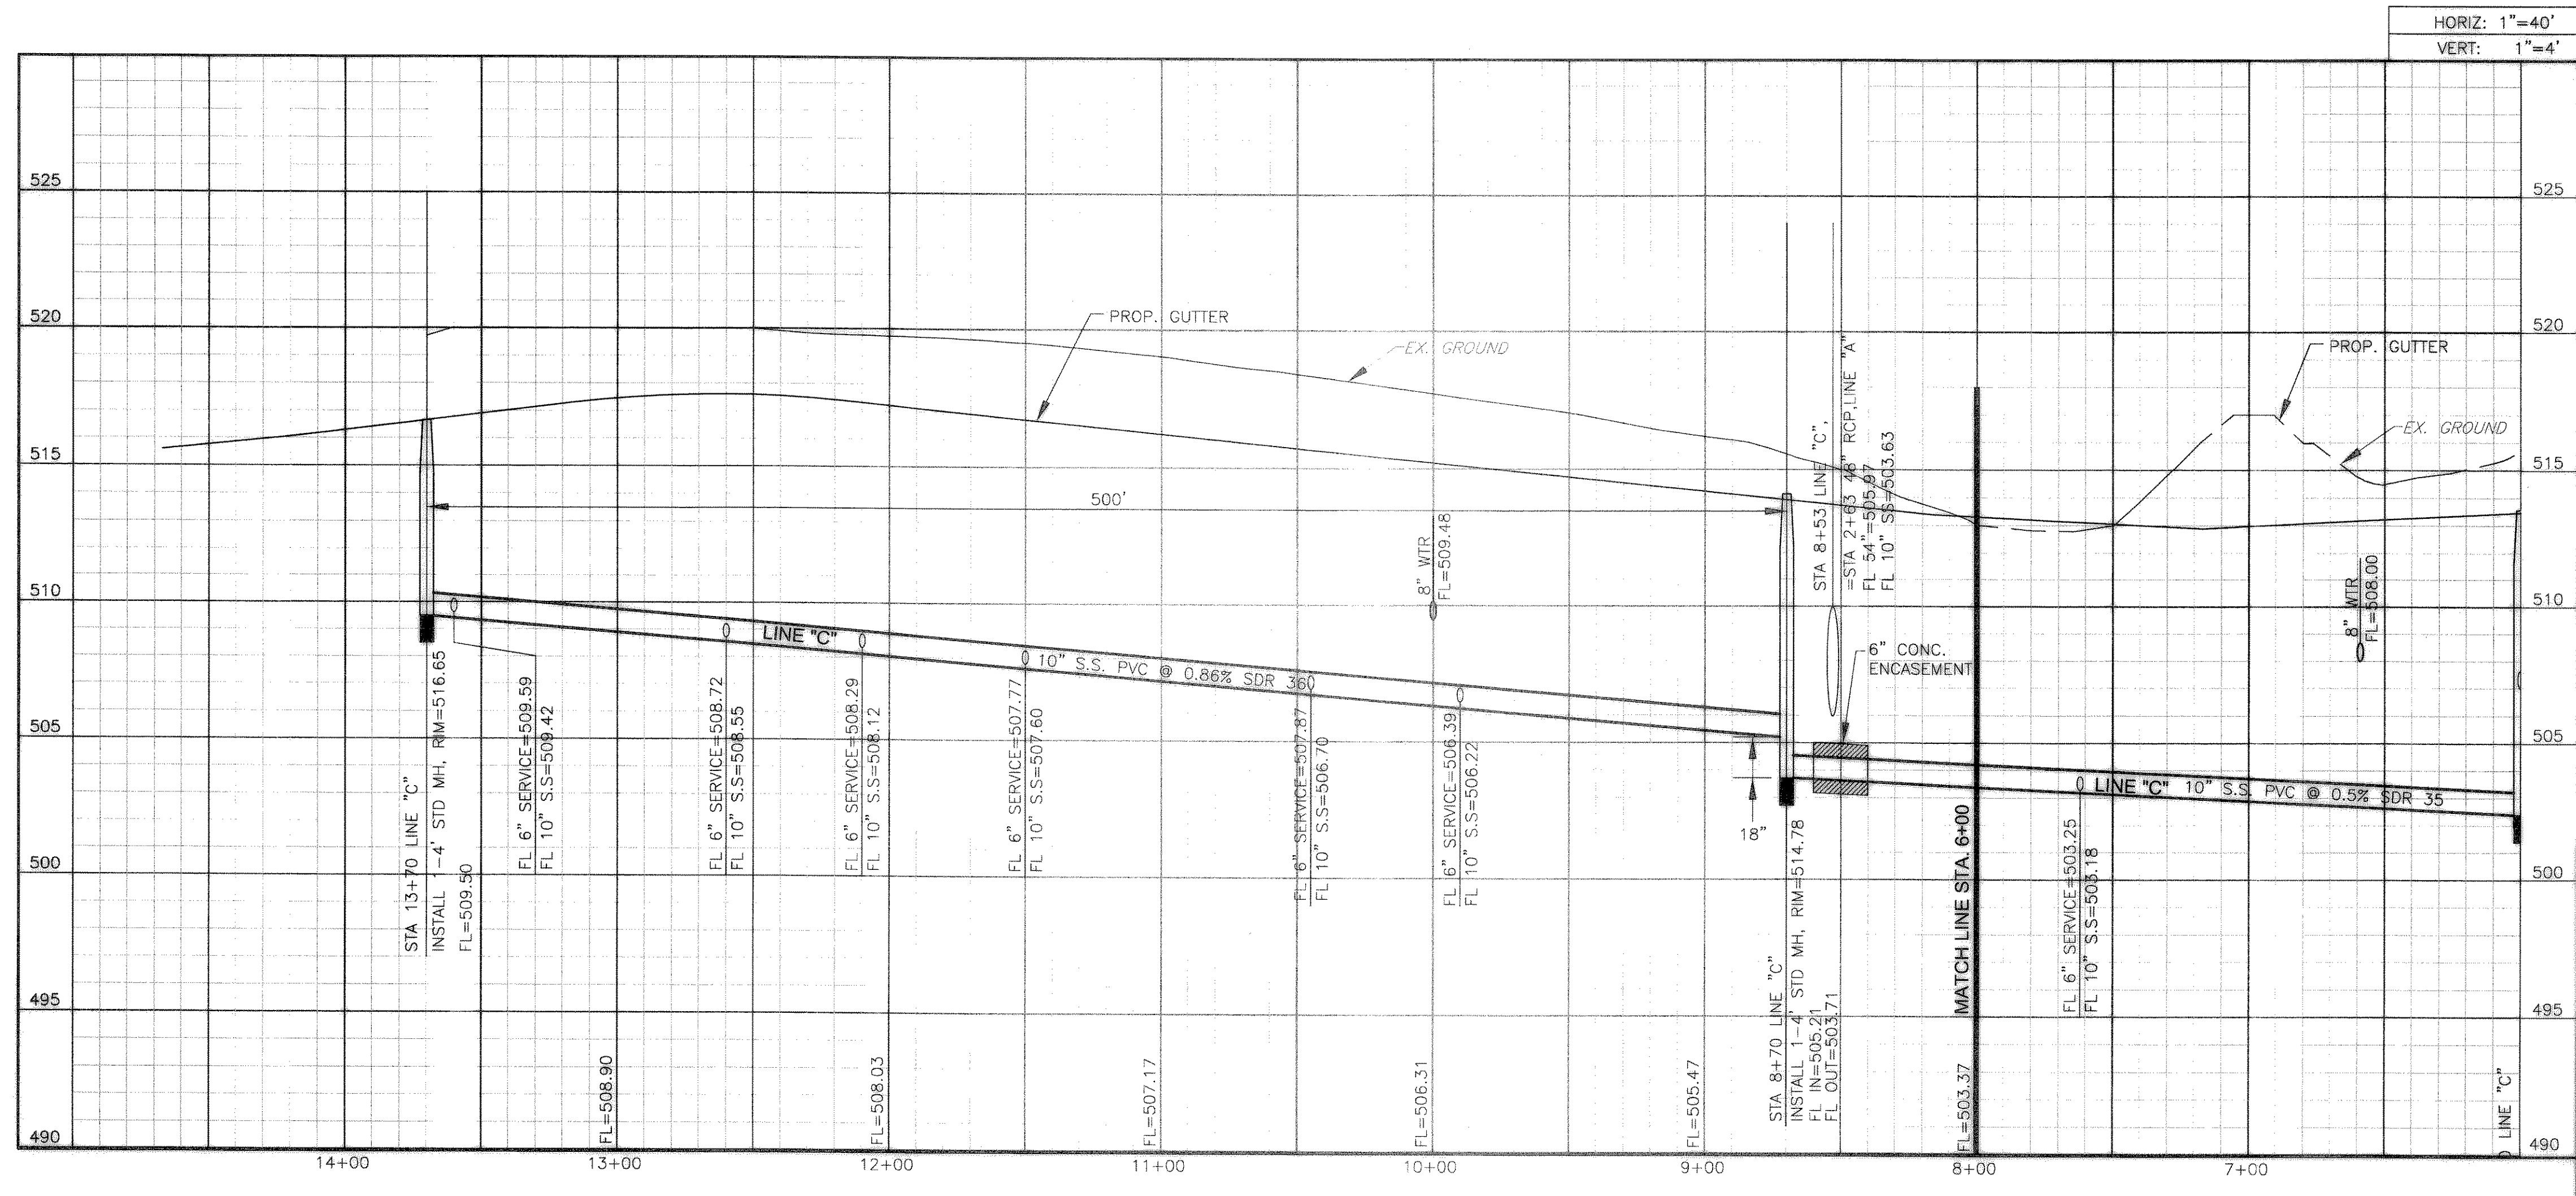 HORIZ: 1"=40'
VERT: 1"=4'
525
525
520
520
515
515
510
510
505
505
500
500
495
495
490
490
PROP. GUTTER
EX. GROUND
PROP. GUTTER
EX. GROUND
500'
8" WTR
FL=509.48
STA 8+53 LINE "C",
=STA 2+63 48" RCP,LINE "A"
FL 54"=505.97
FL 10" SS=503.63
6" CONC.
ENCASEMENT
8" WTR
FL=508.00
LINE "C"
10" S.S. PVC @ 0.86% SDR 36
LINE "C" 10" S.S. PVC @ 0.5% SDR 35
18"
STA 13+70 LINE "C"
INSTALL 1-4' STD MH, RIM=516.65
FL=509.50
FL 6" SERVICE=509.59
FL 10" S.S=509.42
FL 6" SERVICE=508.72
FL 10" S.S=508.55
FL 6" SERVICE=508.29
FL 10" S.S=508.12
FL 6" SERVICE=507.77
FL 10" S.S=507.60
FL 6" SERVICE=507.87
FL 10" S.S=506.70
FL 6" SERVICE=506.39
FL 10" S.S=506.22
STA 8+70 LINE "C"
INSTALL 1-4' STD MH, RIM=514.78
FL IN=505.21
FL OUT=503.71
MATCH LINE STA. 6+00
FL 6" SERVICE=503.25
FL 10" S.S=503.18
LINE "C"
FL=508.90
FL=508.03
FL=507.17
FL=506.31
FL=505.47
FL=503.37
14+00
13+00
12+00
11+00
10+00
9+00
8+00
7+00